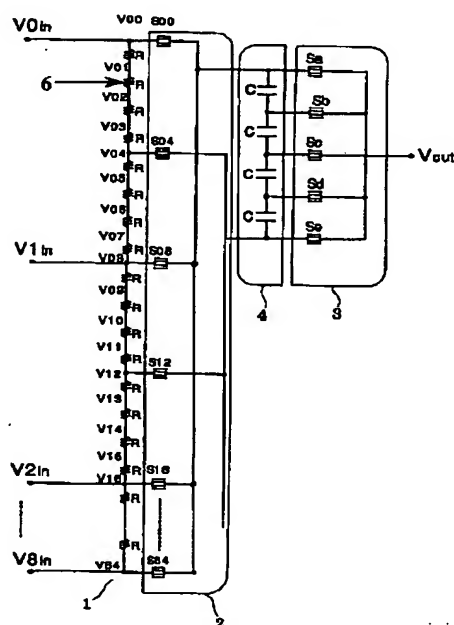 V0in
V00
S00
R
V01
6
R
V02
R
V03
R
V04
S04
R
V05
R
V06
R
V07
R
V1in
V08
S08
R
V09
R
V10
R
V11
R
V12
S12
R
V13
R
V14
R
V15
R
V2in
V16
S16
R
R
V8in
V64
S64
1
2
C
C
C
C
4
Sa
Sb
Sc
Sd
Se
3
Vout